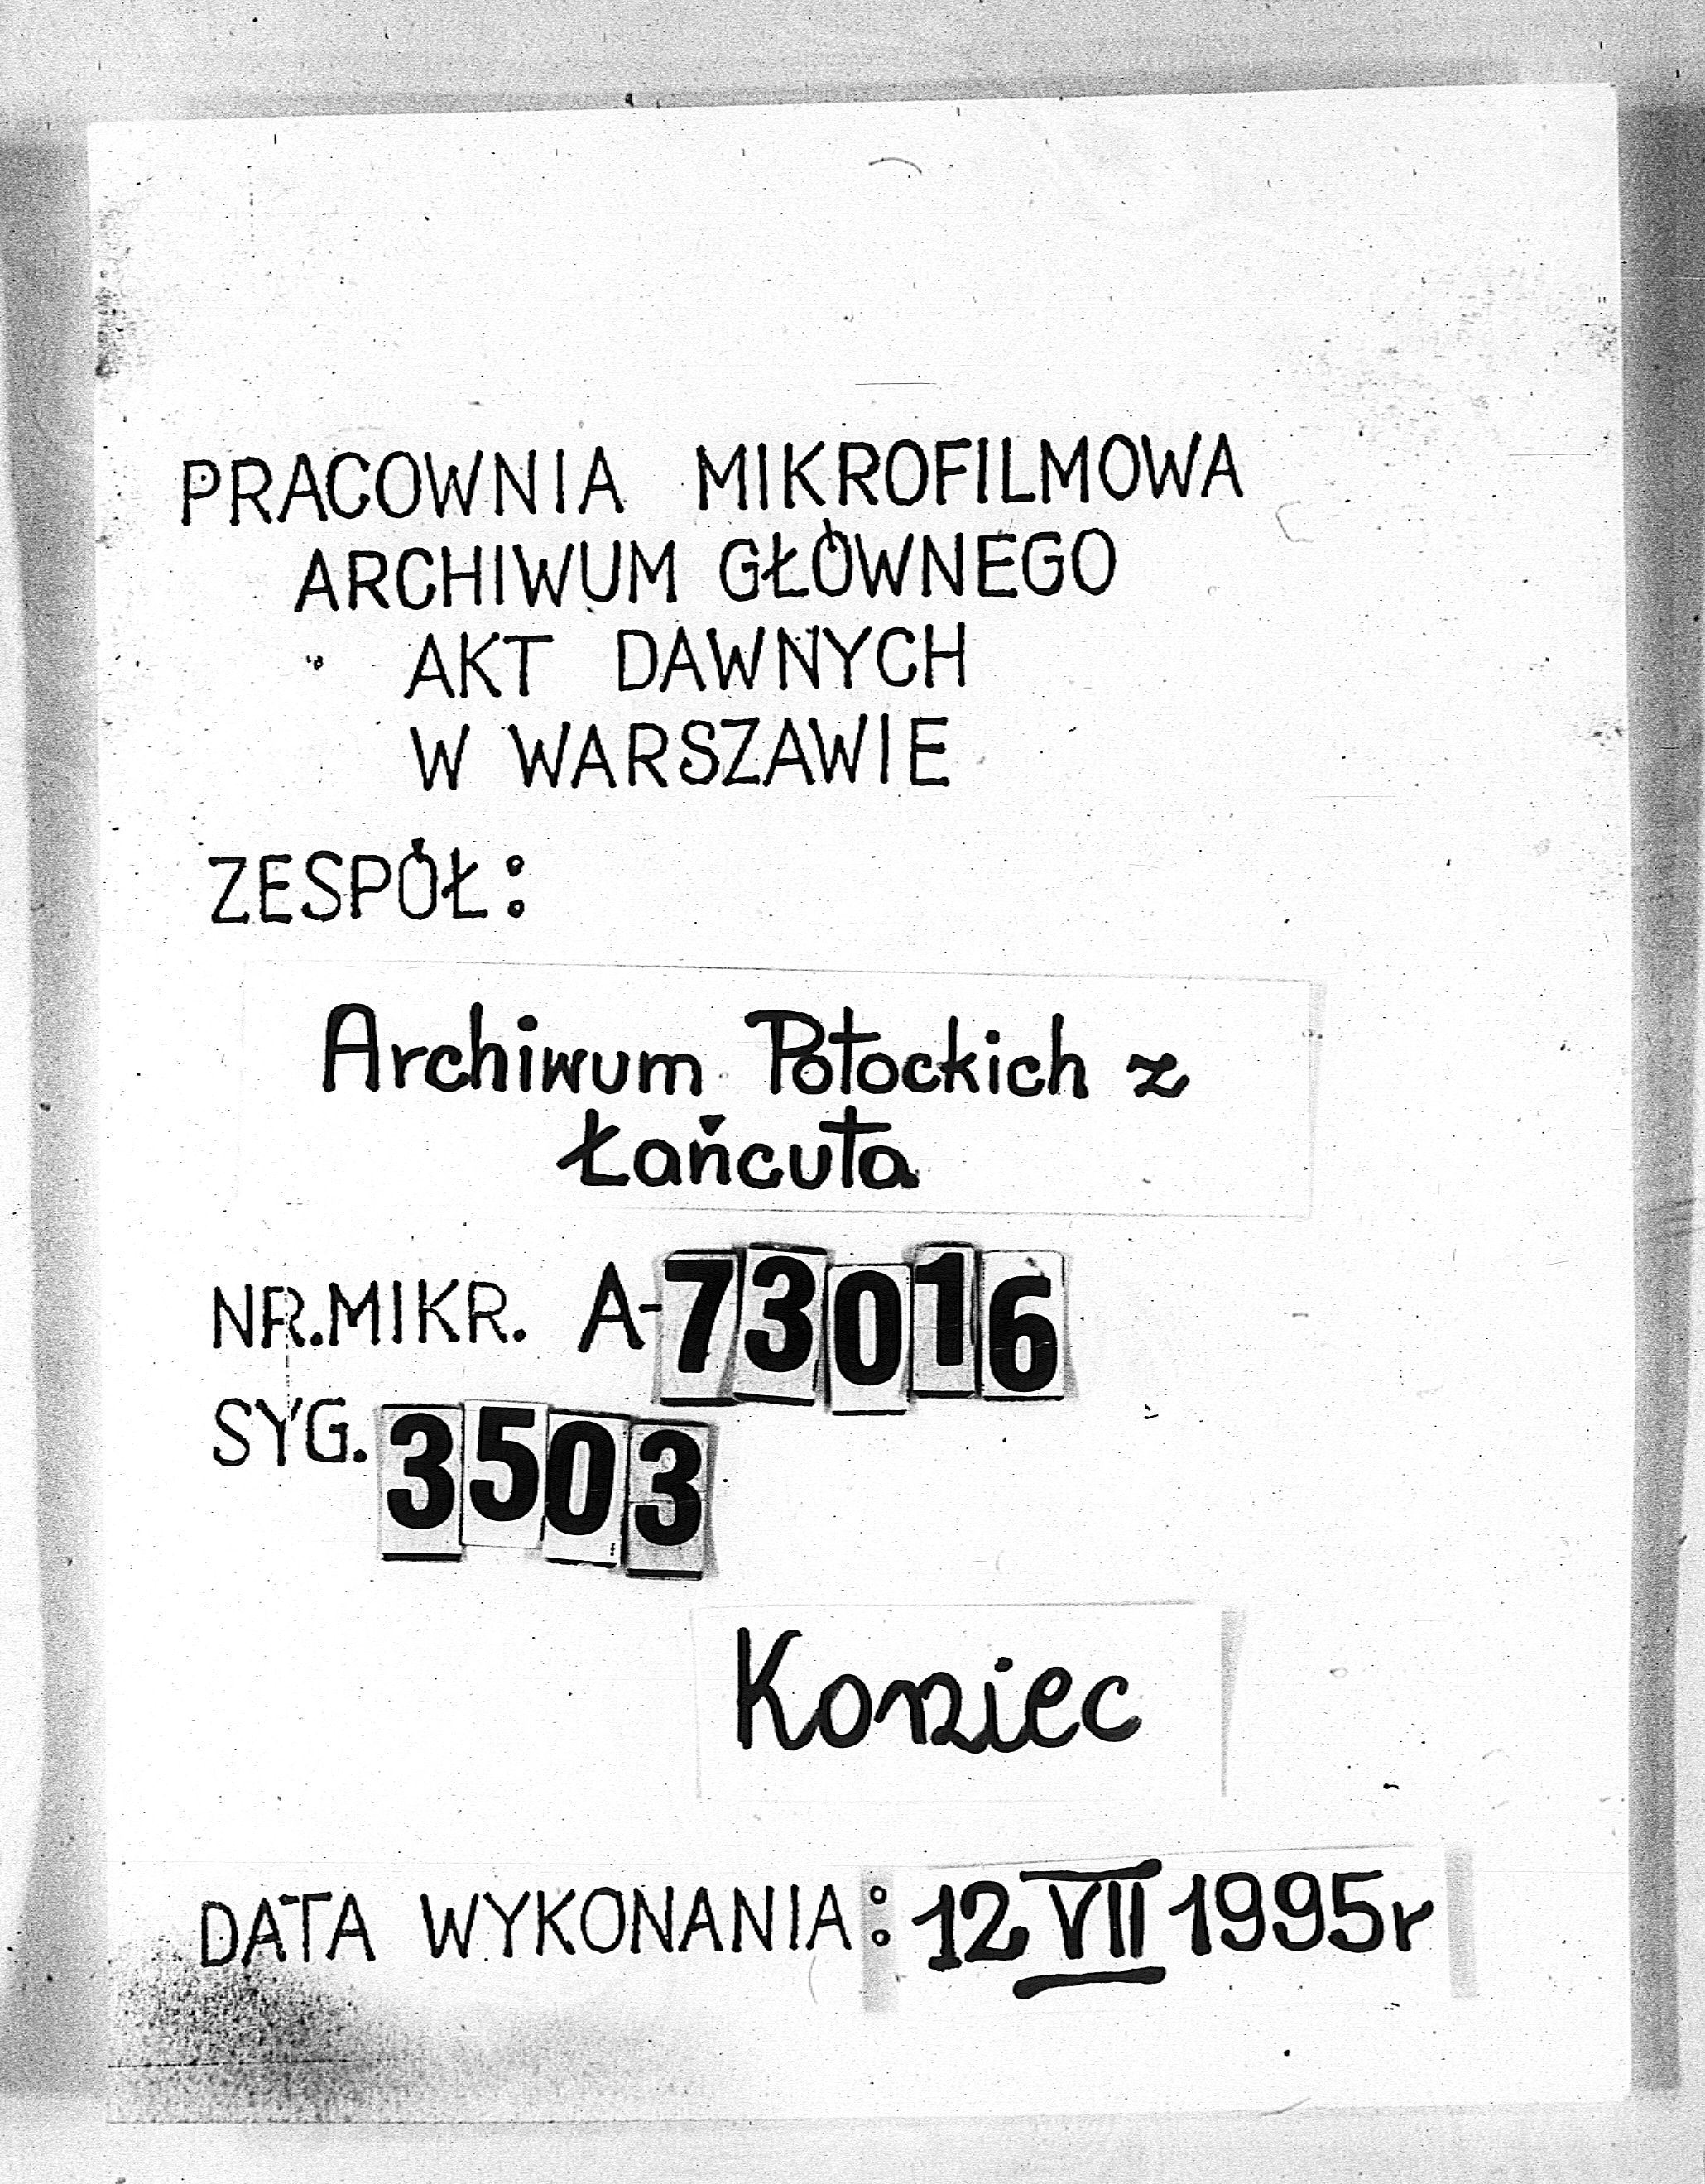 PRACOWNIA MIKROFILMOWA
ARCHIWUM GŁÓWNEGO
AKT DAWNYCH
W WARSZAWIE
ZESPÓŁ:
Archiwum Potockich z
Łańcuta
NR.MIKR. A-73016
SYG. 3503
Koniec
DATA WYKONANIA: 12 VII 1995r